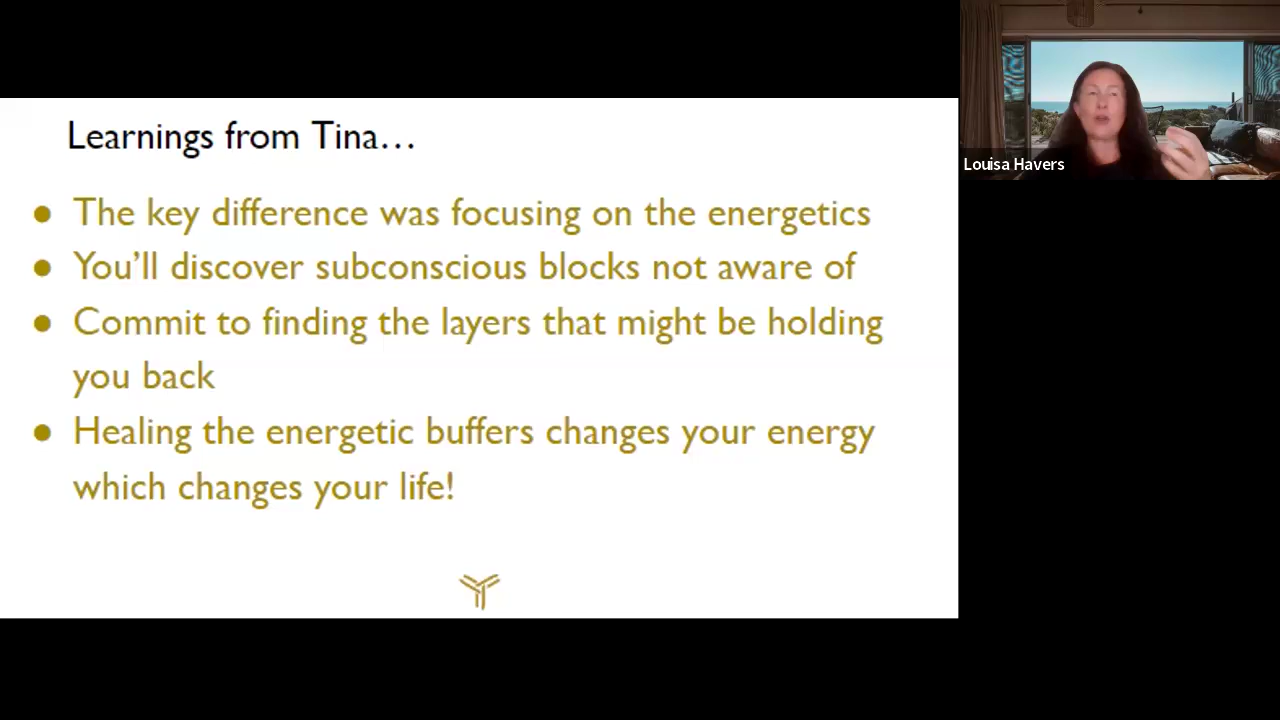 Learnings from Tina…
● The key difference was focusing on the energetics
● You’ll discover subconscious blocks not aware of
● Commit to finding the layers that might be holding
you back
● Healing the energetic buffers changes your energy
which changes your life!
Louisa Havers